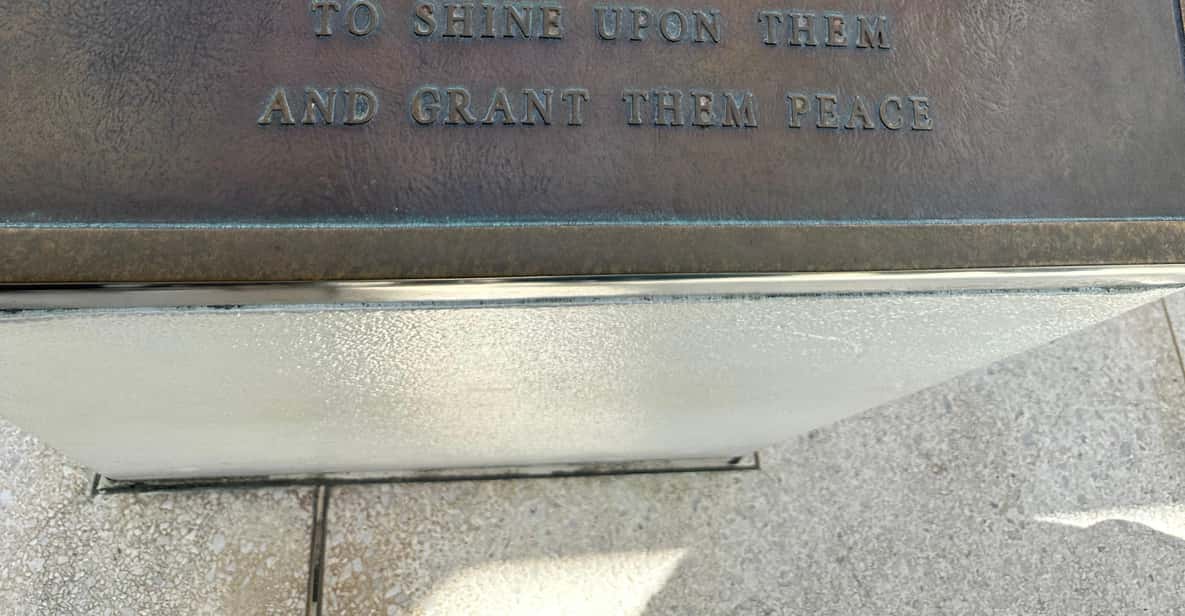 TO SHINE UPON THEM
AND GRANT THEM PEACE